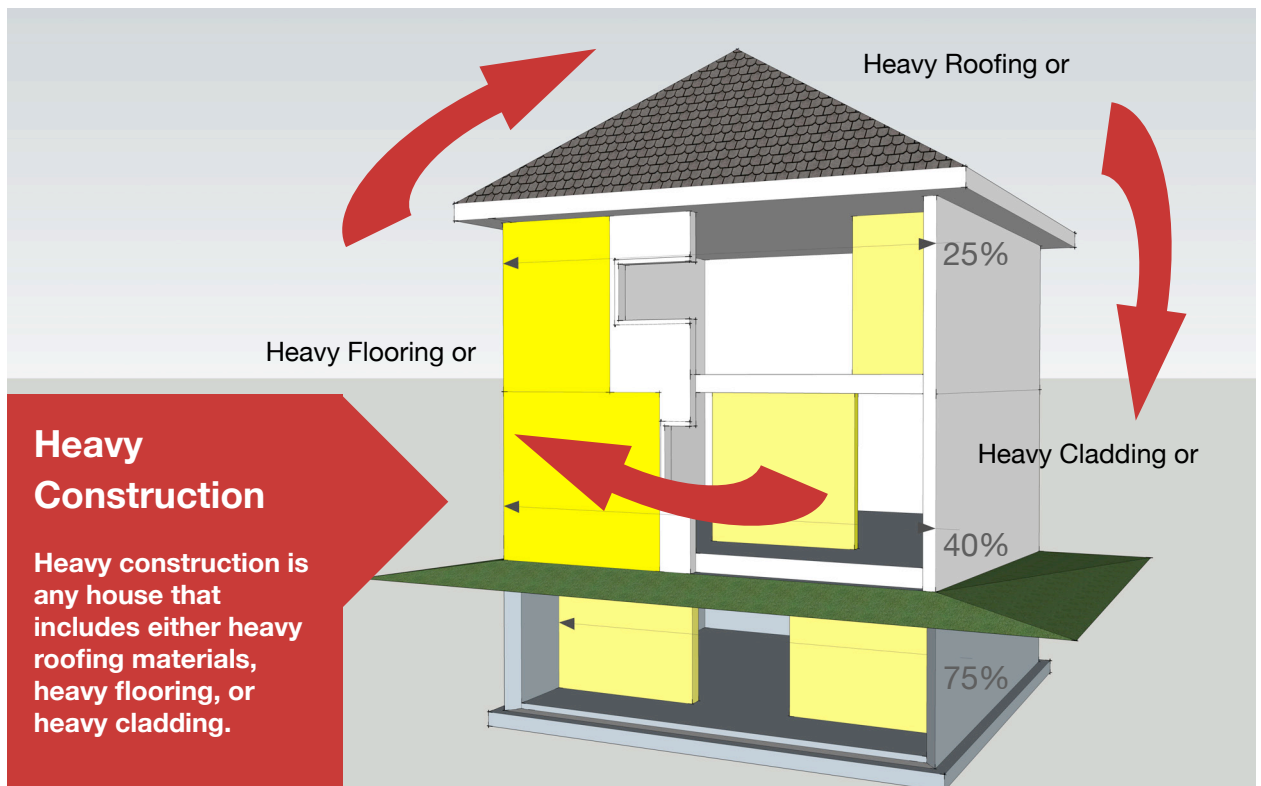 Heavy Roofing or
25%
Heavy Flooring or
Heavy
Construction
Heavy Cladding or
Heavy construction is
any house that
includes either heavy
roofing materials,
heavy flooring, or
heavy cladding.
40%
75%